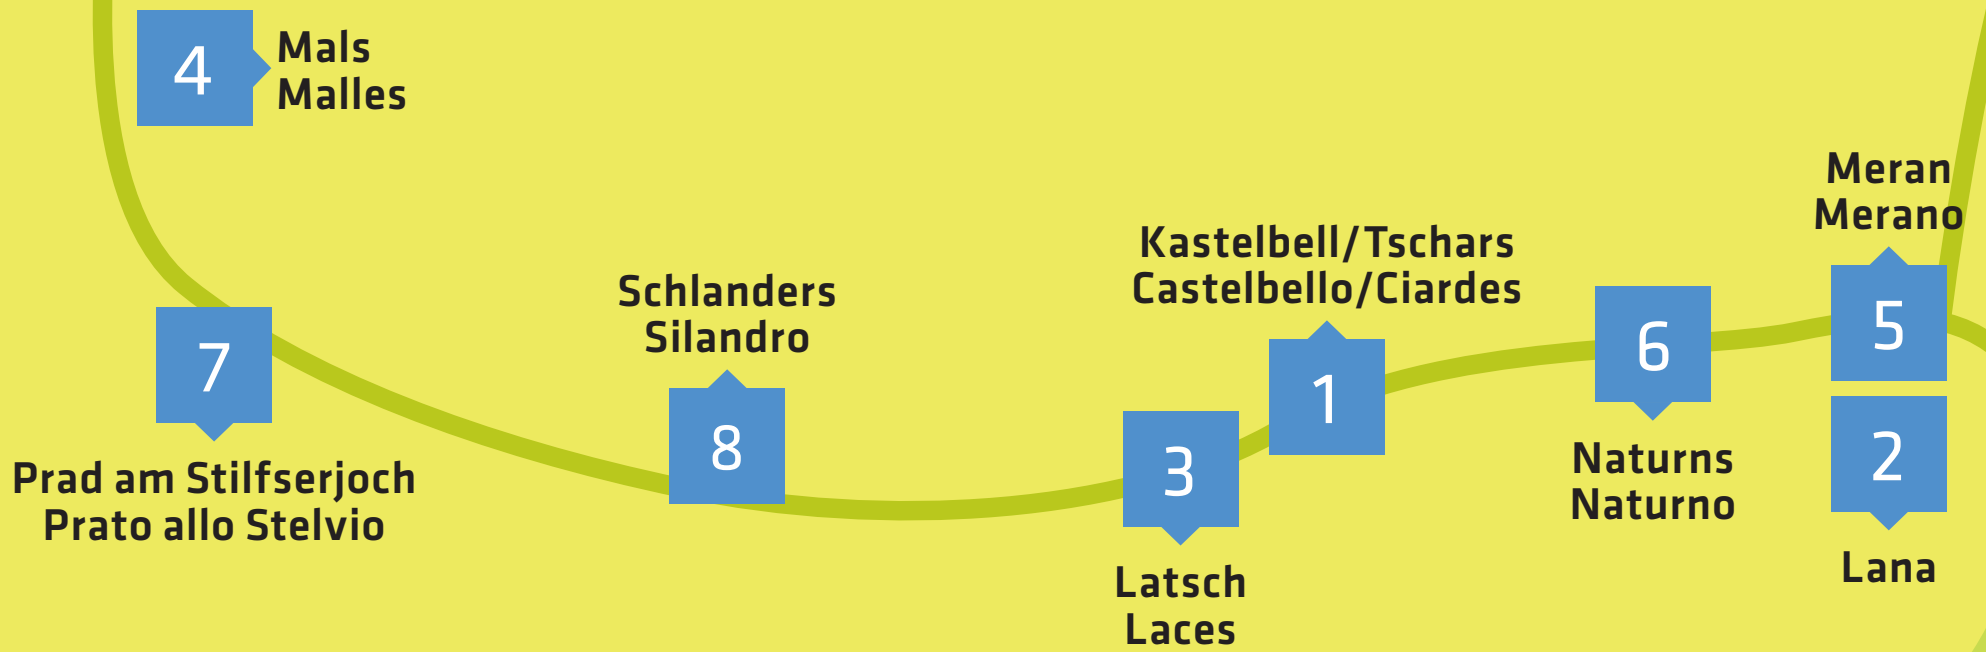 4
Mals
Malles
7
Prad am Stilfserjoch
Prato allo Stelvio
Schlanders
Silandro
8
3
Latsch
Laces
Kastelbell/Tschars
Castelbello/Ciardes
1
6
Naturns
Naturno
Meran
Merano
5
2
Lana